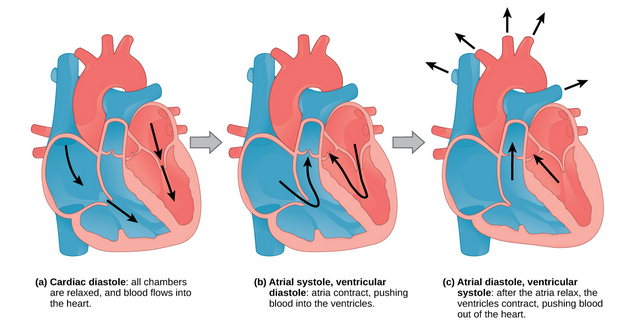 (a) Cardiac diastole: all chambers
are relaxed, and blood flows into
the heart.
(b) Atrial systole, ventricular
diastole: atria contract, pushing
blood into the ventricles.
(c) Atrial diastole, ventricular
systole: after the atria relax, the
ventricles contract, pushing blood
out of the heart.